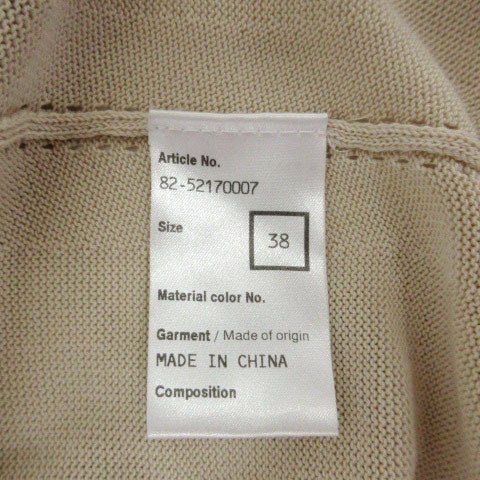 Article No.
82-52170007
Size
38
Material color No.
Garment / Made of origin
MADE IN CHINA
Composition